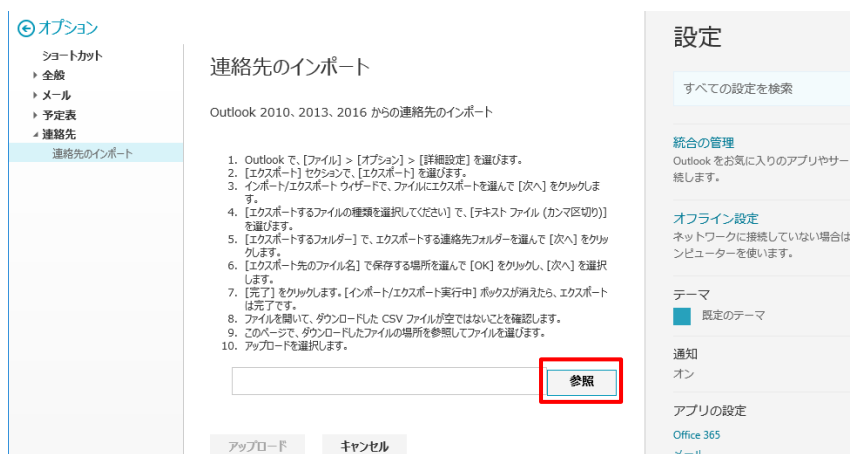 オプション
ショートカット
全般
メール
予定表
連絡先
連絡先のインポート
連絡先のインポート
Outlook 2010、2013、2016 からの連絡先のインポート
1. Outlook で、[ファイル] > [オプション] > [詳細設定] を選びます。
2. [エクスポート] セクションで、[エクスポート] を選びます。
3. インポート/エクスポート ウィザードで、ファイルにエクスポートを選んで [次へ] をクリックしま
す。
4. [エクスポートするファイルの種類を選択してください] で、[テキスト ファイル (カンマ区切り)]
を選びます。
5. [エクスポートするフォルダー] で、エクスポートする連絡先フォルダーを選んで [次へ] をクリッ
クします。
6. [エクスポート先のファイル名] で保存する場所を選んで [OK] をクリックし、[次へ] を選択
します。
7. [完了] をクリックします。[インポート/エクスポート実行中] ボックスが消えたら、エクスポート
は完了です。
8. ファイルを開いて、ダウンロードした CSV ファイルが空ではないことを確認します。
9. このページで、ダウンロードしたファイルの場所を参照してファイルを選びます。
10. アップロードを選択します。
参照
アップロード
キャンセル
設定
すべての設定を検索
統合の管理
Outlook をお気に入りのアプリやサー
続します。
オフライン設定
ネットワークに接続していない場合は
ンピューターを使います。
テーマ
既定のテーマ
通知
オン
アプリの設定
Office 365
メール